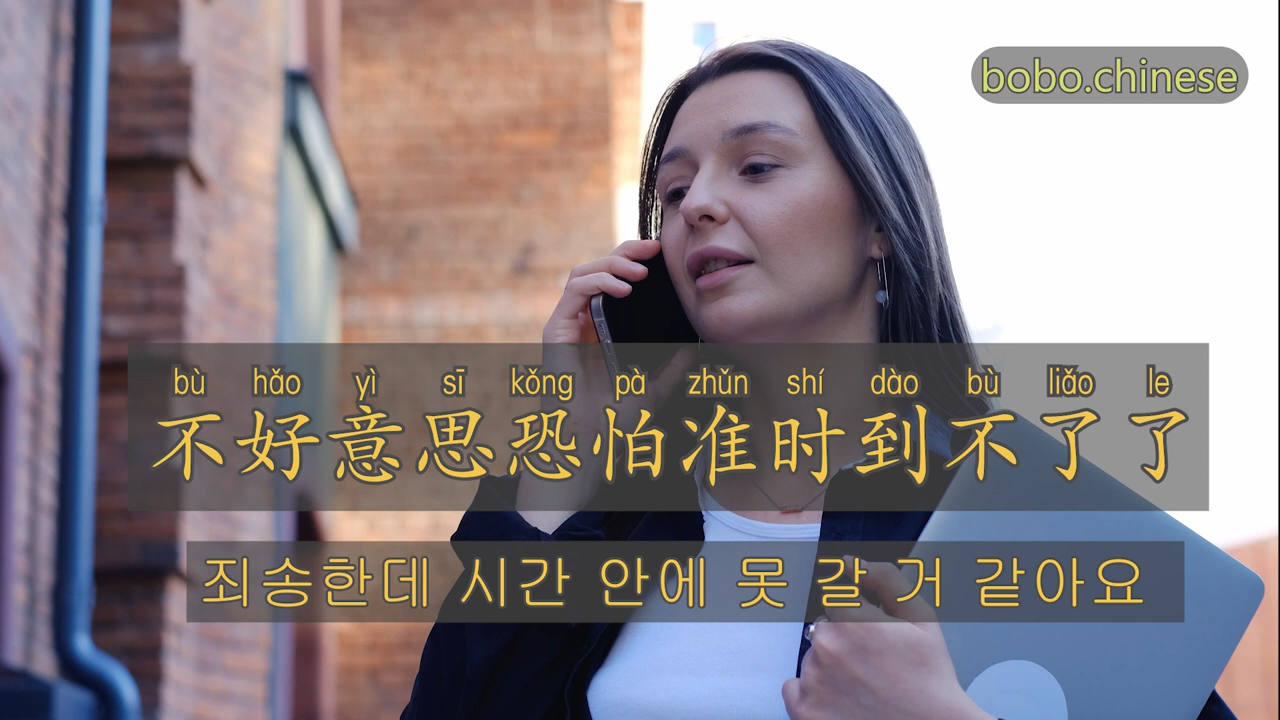 bobo.chinese
bù hǎo yì sī kǒng pà zhǔn shí dào bù liǎo le
不好意思恐怕准时到不了了
죄송한데 시간 안에 못 갈 거 같아요